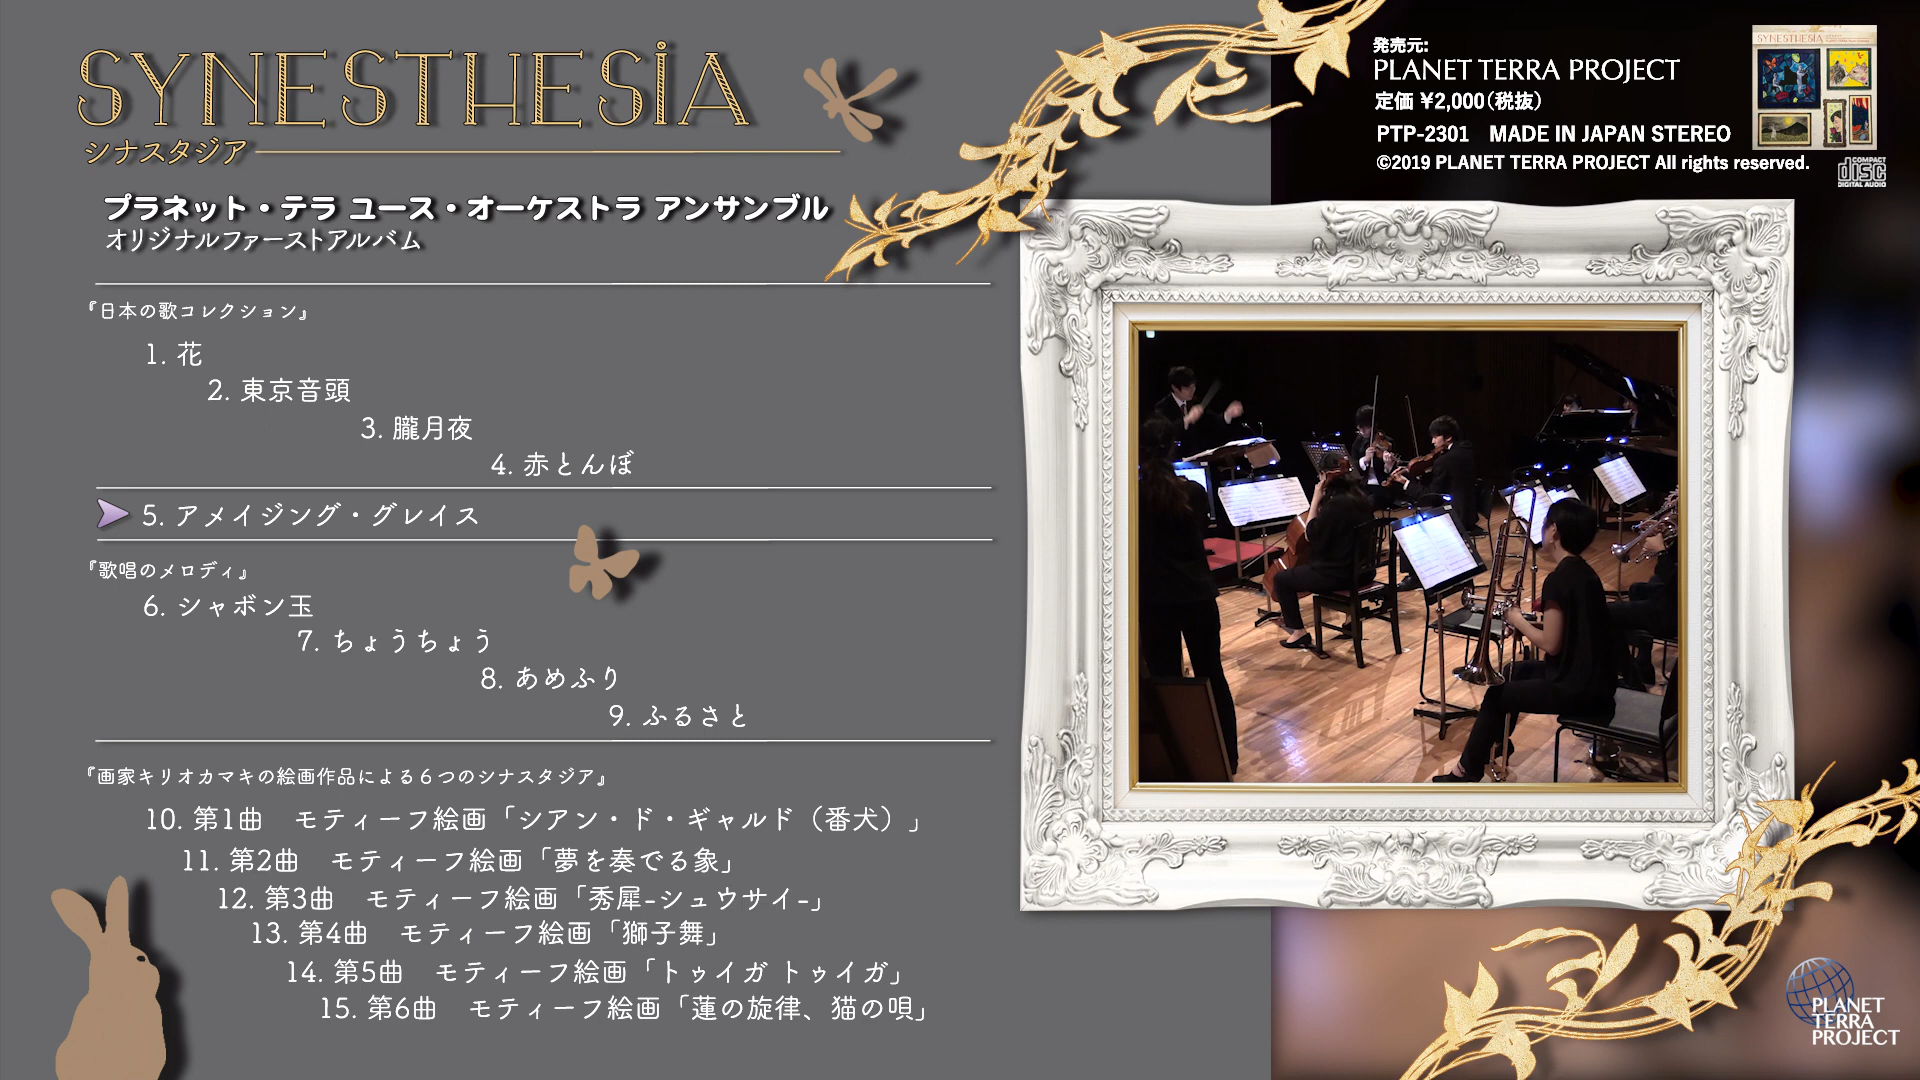 SYNESTHESIA
シナスタジア
プラネット・テラ ユース・オーケストラ アンサンブル
オリジナルファーストアルバム
『日本の歌コレクション』
1. 花
2. 東京音頭
3. 朧月夜
4. 赤とんぼ
5. アメイジング・グレイス
『歌唱のメロディ』
6. シャボン玉
7. ちょうちょう
8. あめふり
9. ふるさと
『画家キリオカマキの絵画作品による６つのシナスタジア』
10. 第1曲　モティーフ絵画「シアン・ド・ギャルド（番犬）」
11. 第2曲　モティーフ絵画「夢を奏でる象」
12. 第3曲　モティーフ絵画「秀犀-シュウサイ-」
13. 第4曲　モティーフ絵画「獅子舞」
14. 第5曲　モティーフ絵画「トゥイガ トゥイガ」
15. 第6曲　モティーフ絵画「蓮の旋律、猫の唄」
発売元:
PLANET TERRA PROJECT
定価 ¥2,000（税抜）
PTP-2301　MADE IN JAPAN STEREO
©2019 PLANET TERRA PROJECT All rights reserved.
SYNESTHESIA
COMPACT
disc
DIGITAL AUDIO
PLANET
TERRA
PROJECT